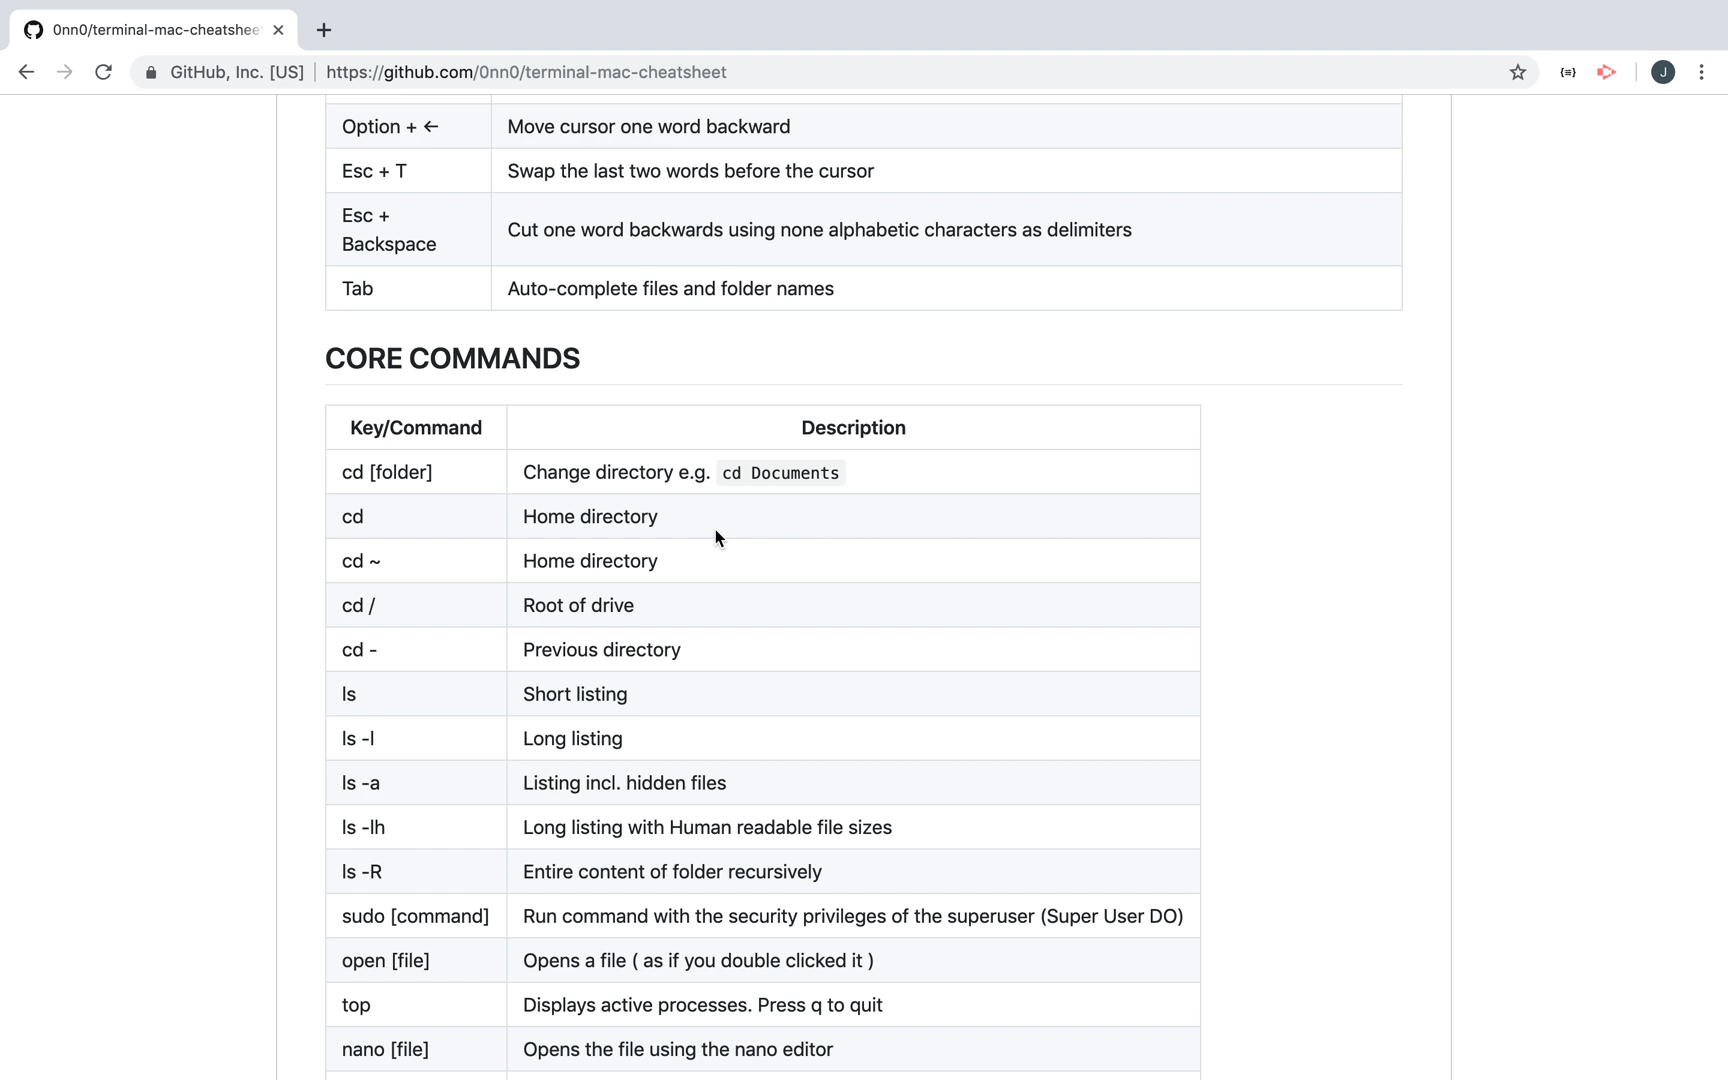 0nn0/terminal-mac-cheatshee
GitHub, Inc. [US] https://github.com/0nn0/terminal-mac-cheatsheet
J
Option + ← Move cursor one word backward
Esc + T Swap the last two words before the cursor
Esc +
Backspace
Cut one word backwards using none alphabetic characters as delimiters
Tab Auto-complete files and folder names
CORE COMMANDS
Key/Command Description
cd [folder] Change directory e.g. cd Documents
cd Home directory
cd ~ Home directory
cd / Root of drive
cd - Previous directory
ls Short listing
ls -l Long listing
ls -a Listing incl. hidden files
ls -lh Long listing with Human readable file sizes
ls -R Entire content of folder recursively
sudo [command] Run command with the security privileges of the superuser (Super User DO)
open [file] Opens a file ( as if you double clicked it )
top Displays active processes. Press q to quit
nano [file] Opens the file using the nano editor